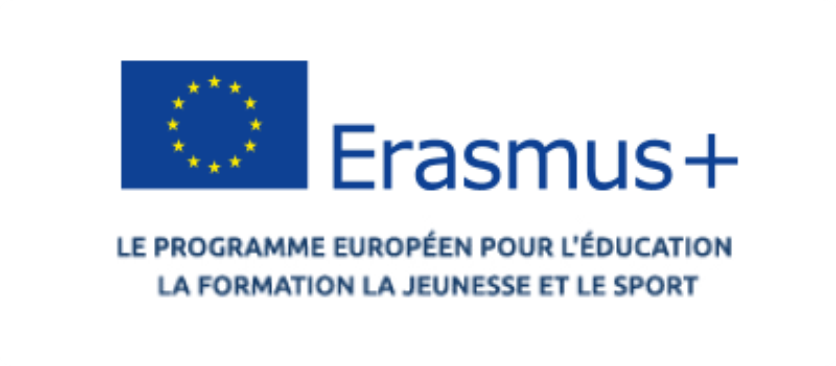 Erasmus+
LE PROGRAMME EUROPÉEN POUR L'ÉDUCATION
LA FORMATION LA JEUNESSE ET LE SPORT